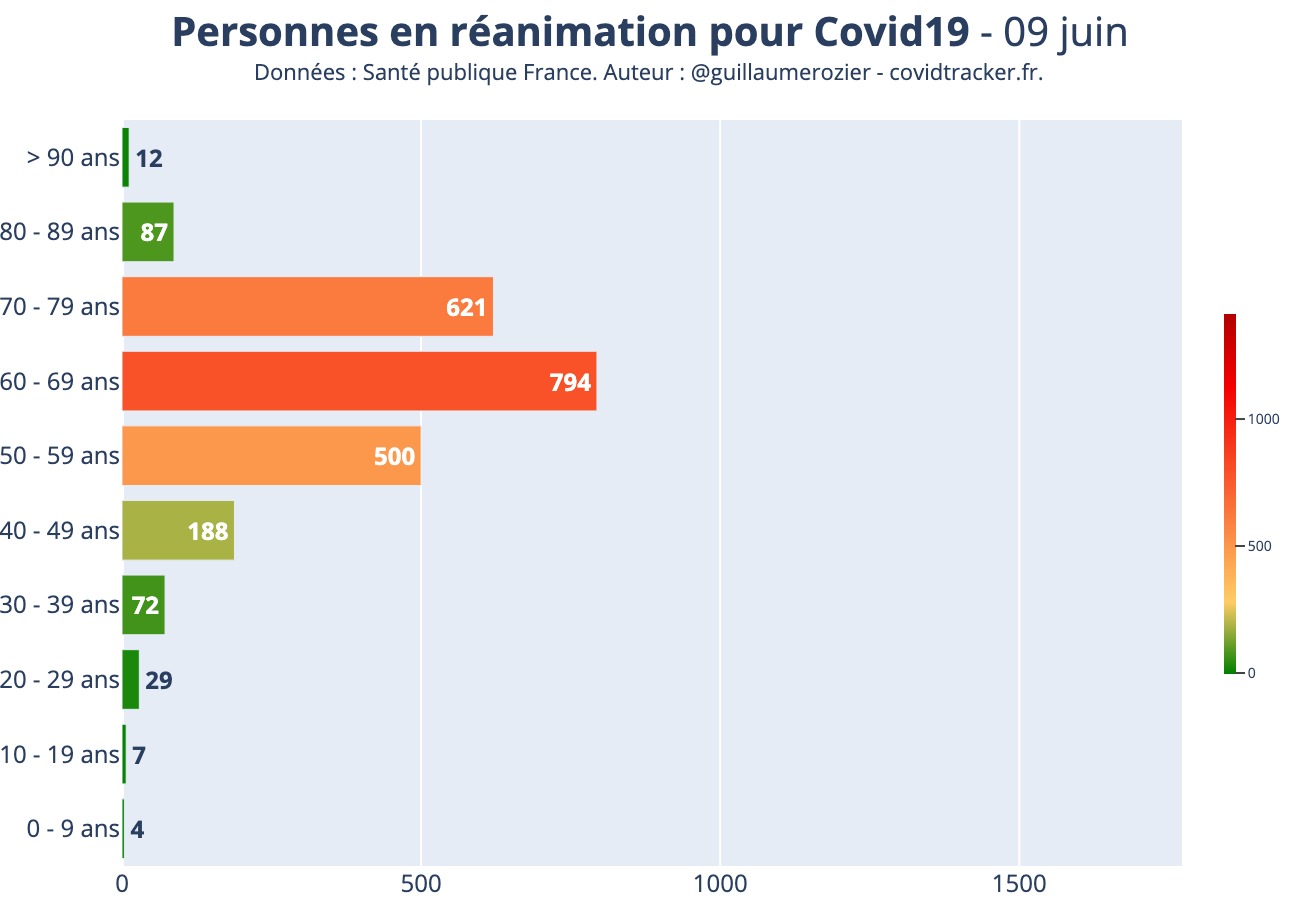 Personnes en réanimation pour Covid19 - 09 juin
Données : Santé publique France. Auteur : @guillaumerozier - covidtracker.fr.
> 90 ans 12
80 - 89 ans 87
70 - 79 ans 621
60 - 69 ans 794
50 - 59 ans 500
40 - 49 ans 188
30 - 39 ans 72
20 - 29 ans 29
10 - 19 ans 7
0 - 9 ans 4
0 500 1000 1500
1000
500
0